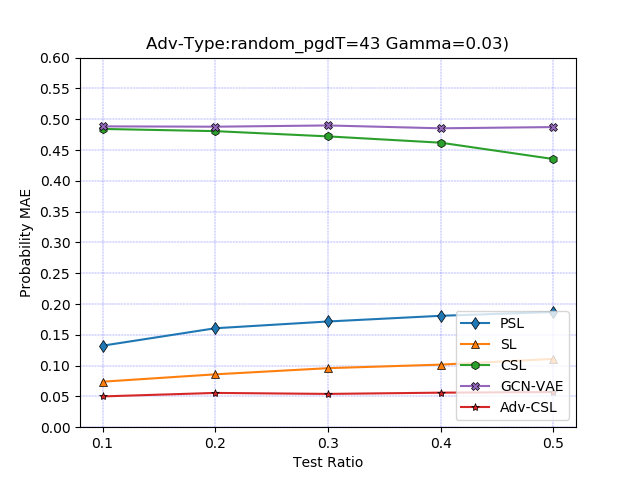 Adv-Type:random_pgdT=43 Gamma=0.03)
0.60
0.55
0.50
0.45
0.40
0.35
0.30
0.25
0.20
0.15
0.10
0.05
0.00
Probability MAE
0.1 0.2 0.3 0.4 0.5
Test Ratio
PSL
SL
CSL
GCN-VAE
Adv-CSL